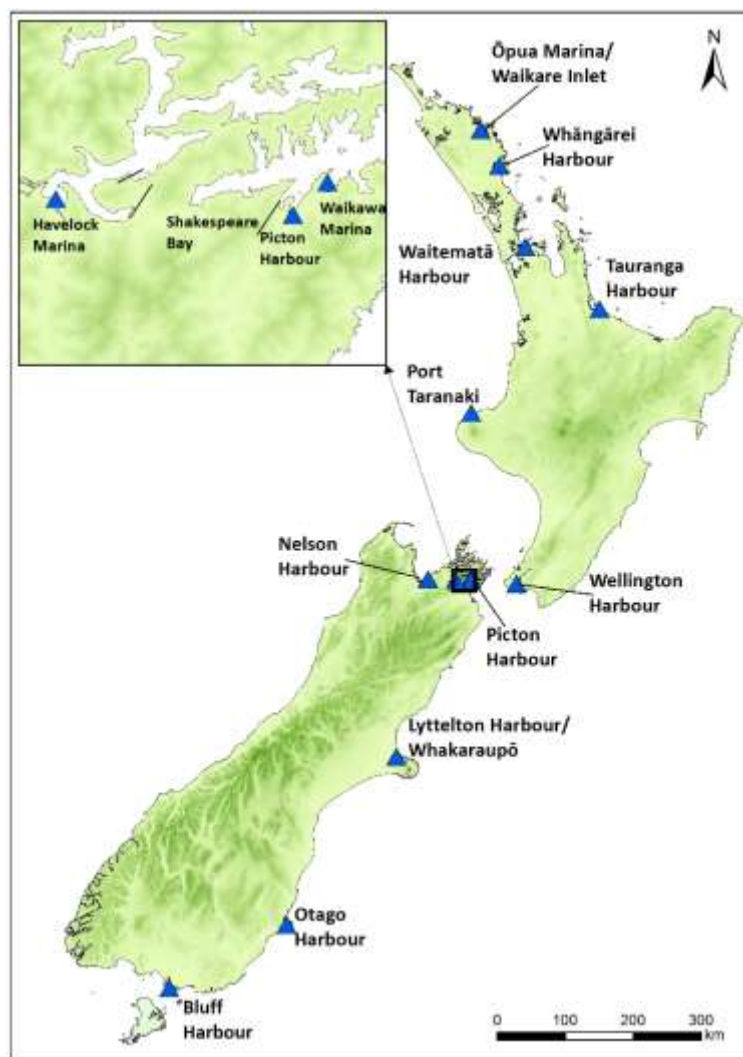 N
Ōpua Marina/
Waikare Inlet
Whāngārei
Harbour
Havelock
Marina
Shakespeare
Bay
Picton
Harbour
Waikawa
Marina
Waitematā
Harbour
Tauranga
Harbour
Port
Taranaki
Nelson
Harbour
Wellington
Harbour
Picton
Harbour
Lyttelton Harbour/
Whakaraupō
Otago
Harbour
Bluff
Harbour
0 100 200 300
km